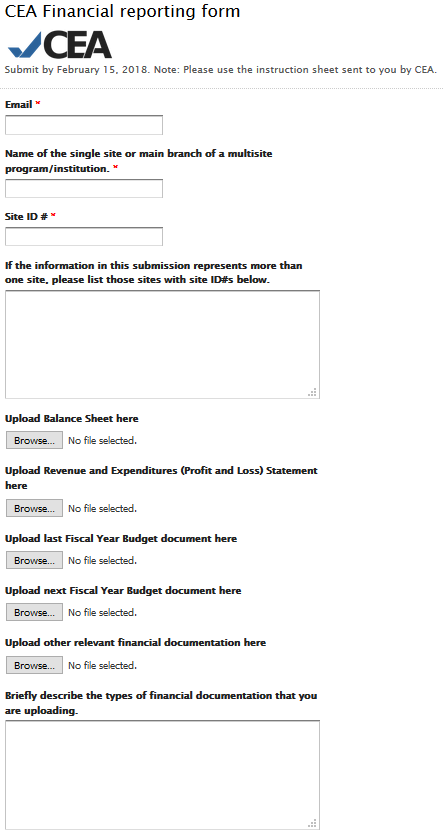 CEA Financial reporting form
CEA
Submit by February 15, 2018. Note: Please use the instruction sheet sent to you by CEA.
Email *
Name of the single site or main branch of a multisite
program/institution. *
Site ID # *
If the information in this submission represents more than
one site, please list those sites with site ID#s below.
Upload Balance Sheet here
Browse... No file selected.
Upload Revenue and Expenditures (Profit and Loss) Statement
here
Browse... No file selected.
Upload last Fiscal Year Budget document here
Browse... No file selected.
Upload next Fiscal Year Budget document here
Browse... No file selected.
Upload other relevant financial documentation here
Browse... No file selected.
Briefly describe the types of financial documentation that you
are uploading.